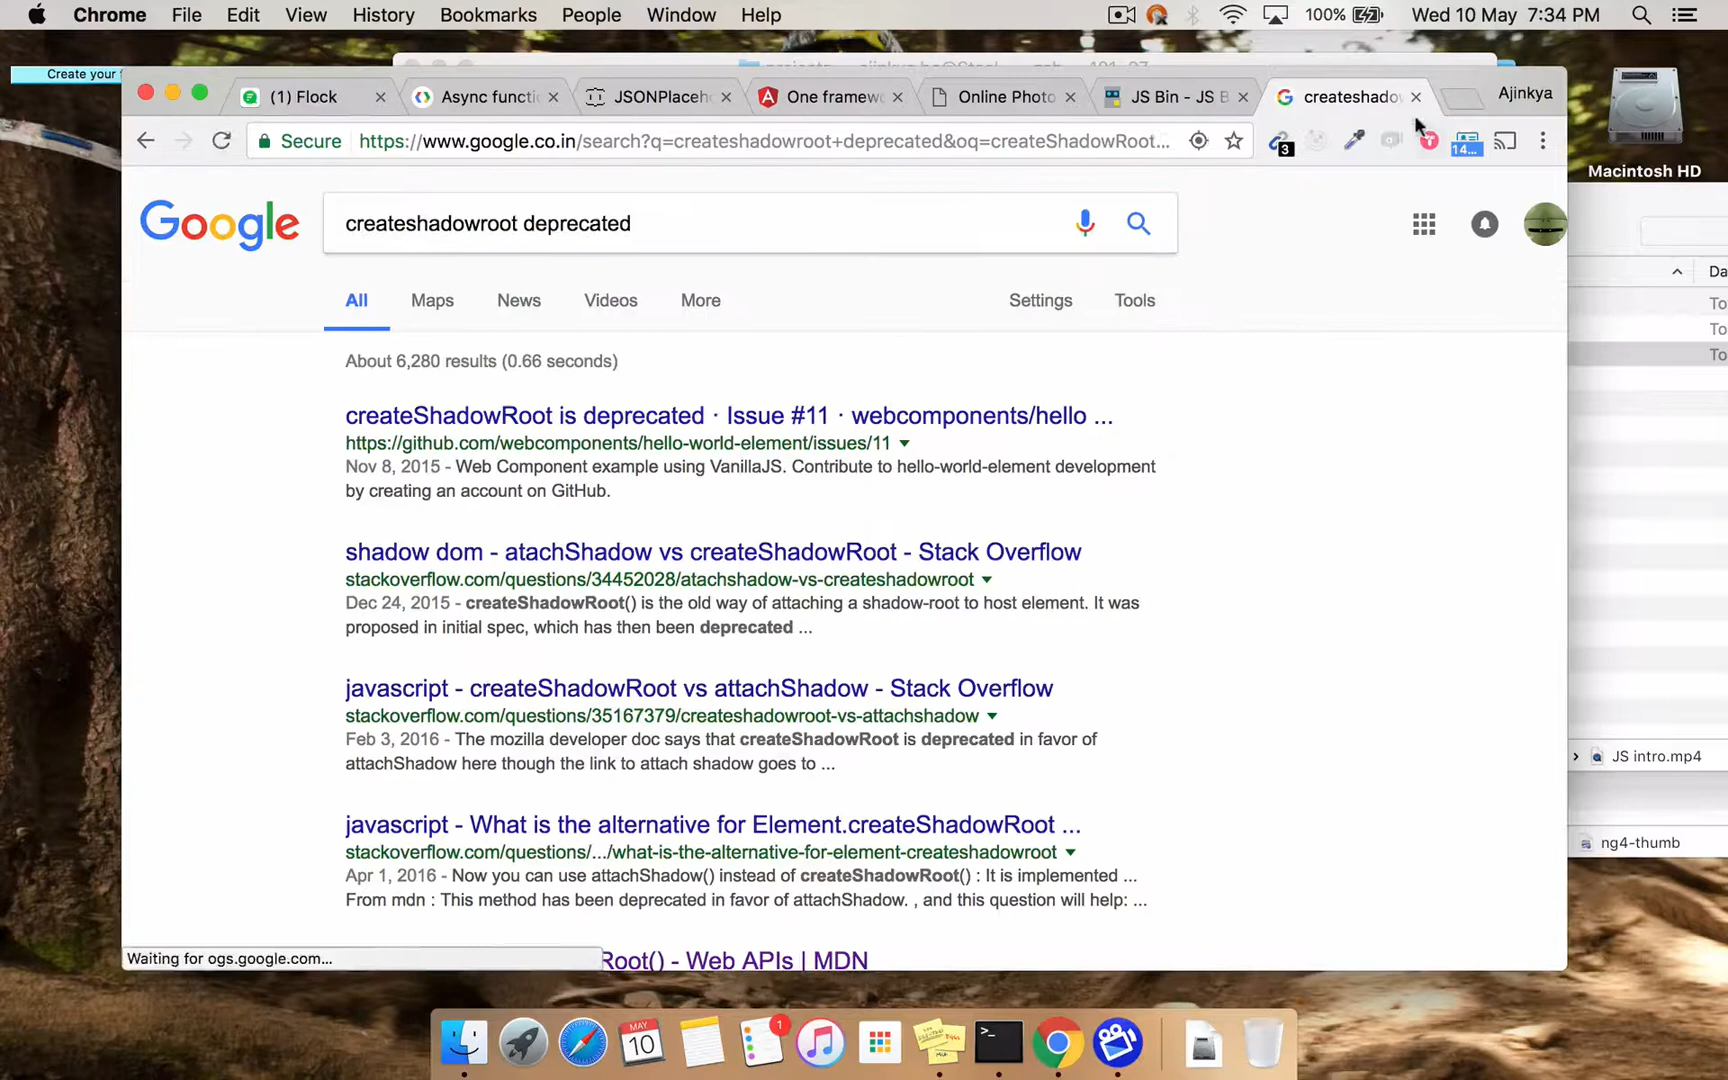 Chrome File Edit View History Bookmarks People Window Help 100% Wed 10 May 7:34 PM
Create your
(1) Flock Async functi JSONPlaceh One framew Online Photo JS Bin - JS B createshado Ajinkya
Secure https://www.google.co.in/search?q=createshadowroot+deprecated&oq=createShadowRoot... 3 14...
Macintosh HD
Google createshadowroot deprecated
All Maps News Videos More Settings Tools
Da
About 6,280 results (0.66 seconds)
To
To
To
createShadowRoot is deprecated · Issue #11 · webcomponents/hello ...
https://github.com/webcomponents/hello-world-element/issues/11
Nov 8, 2015 - Web Component example using VanillaJS. Contribute to hello-world-element development
by creating an account on GitHub.
shadow dom - atachShadow vs createShadowRoot - Stack Overflow
stackoverflow.com/questions/34452028/atachshadow-vs-createshadowroot
Dec 24, 2015 - createShadowRoot() is the old way of attaching a shadow-root to host element. It was
proposed in initial spec, which has then been deprecated ...
javascript - createShadowRoot vs attachShadow - Stack Overflow
stackoverflow.com/questions/35167379/createshadowroot-vs-attachshadow
Feb 3, 2016 - The mozilla developer doc says that createShadowRoot is deprecated in favor of
attachShadow here though the link to attach shadow goes to ...
JS intro.mp4
javascript - What is the alternative for Element.createShadowRoot ...
stackoverflow.com/questions/.../what-is-the-alternative-for-element-createshadowroot
Apr 1, 2016 - Now you can use attachShadow() instead of createShadowRoot() : It is implemented ...
From mdn : This method has been deprecated in favor of attachShadow. , and this question will help: ...
ng4-thumb
Waiting for ogs.google.com...
Root() - Web APIs | MDN
MAY
10
1